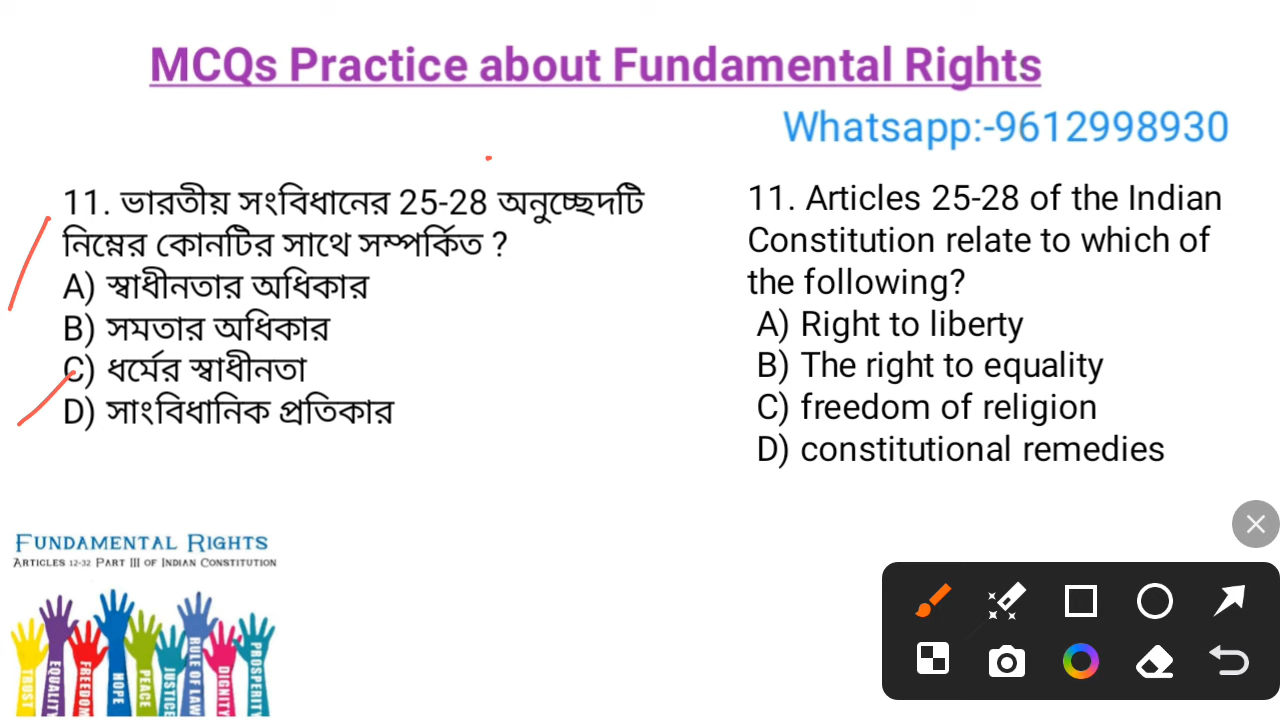 MCQs Practice about Fundamental Rights
Whatsapp:-9612998930
11. ভারতীয় সংবিধানের 25-28 অনুচ্ছেদটি
নিম্নের কোনটির সাথে সম্পর্কিত ?
A) স্বাধীনতার অধিকার
B) সমতার অধিকার
C) ধর্মের স্বাধীনতা
D) সাংবিধানিক প্রতিকার
11. Articles 25-28 of the Indian
Constitution relate to which of
the following?
A) Right to liberty
B) The right to equality
C) freedom of religion
D) constitutional remedies
FUNDAMENTAL RIGHTS
ARTICLES 12-32 PART III OF INDIAN CONSTITUTION
TRUST
EQUALITY
FREEDOM
HOPE
PEACE
JUSTICE
RULE OF LAW
DIGNITY
PROSPERITY